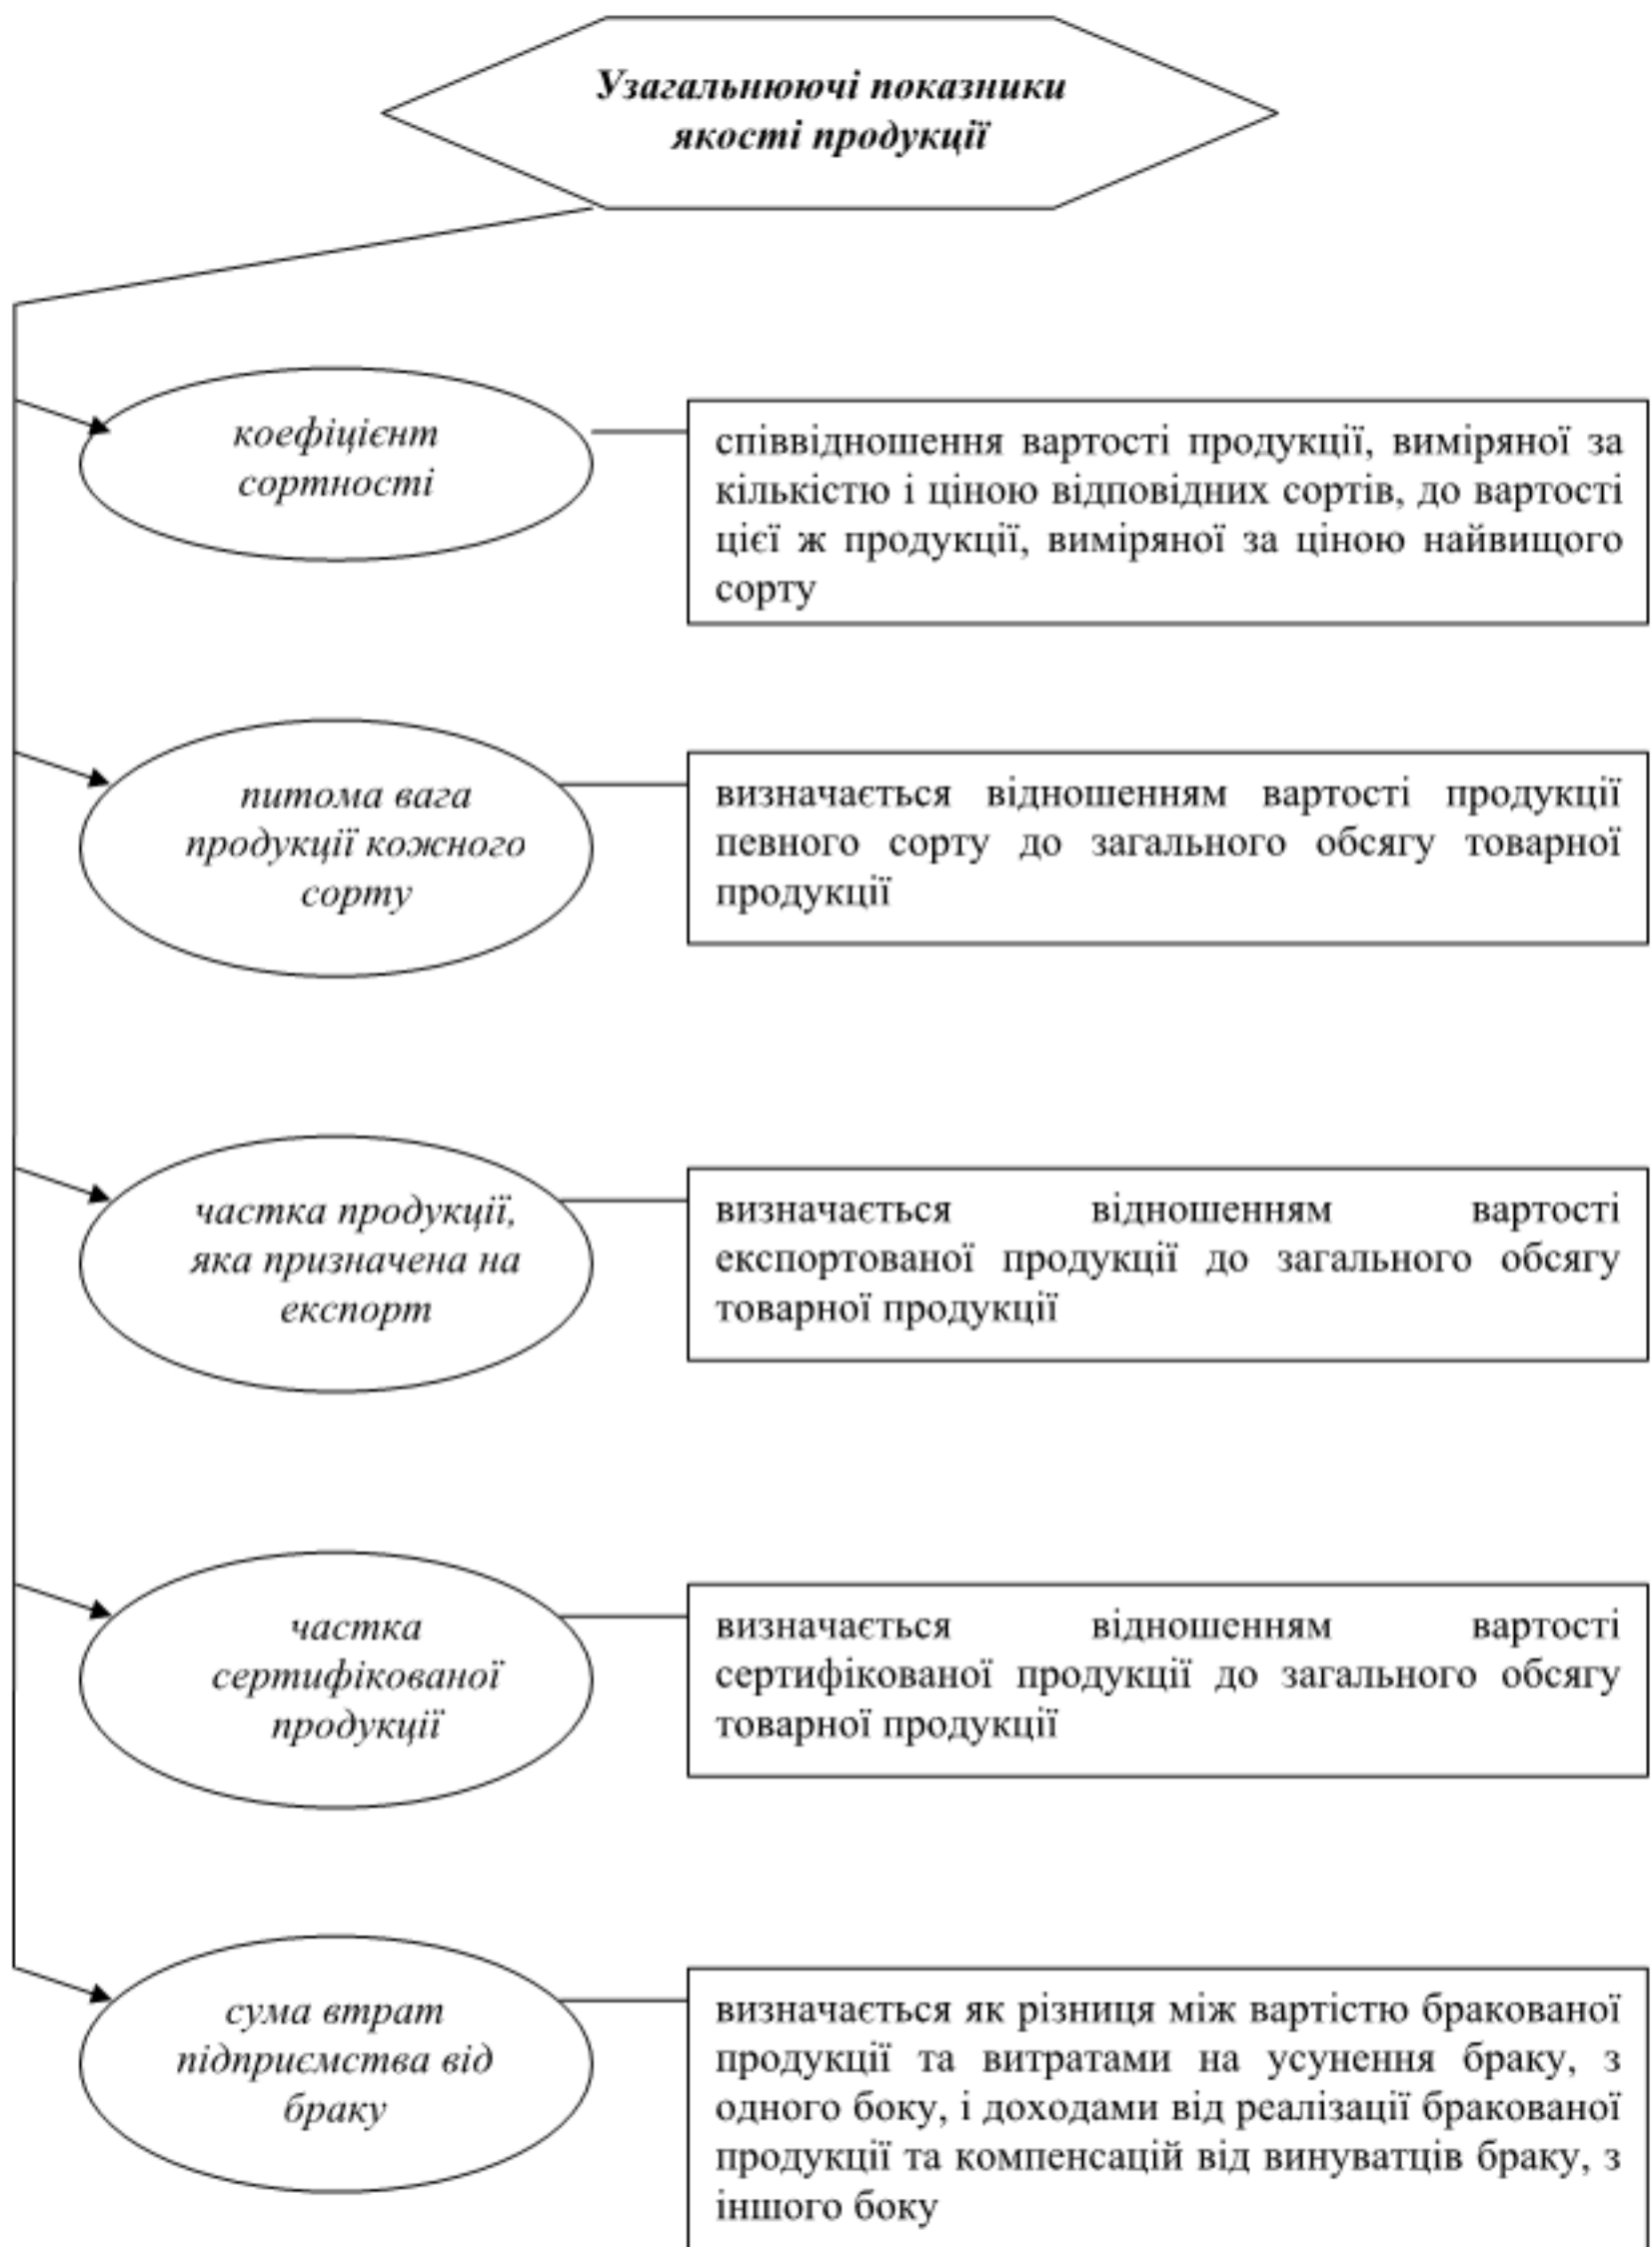 Узагальнюючі показники
якості продукції
коефіцієнт
сортності
співвідношення вартості продукції, виміряної за
кількістю і ціною відповідних сортів, до вартості
цієї ж продукції, виміряної за ціною найвищого
сорту
питома вага
продукції кожного
сорту
визначається відношенням вартості продукції
певного сорту до загального обсягу товарної
продукції
частка продукції,
яка призначена на
експорт
визначається відношенням вартості
експортованої продукції до загального обсягу
товарної продукції
частка
сертифікованої
продукції
визначається відношенням вартості
сертифікованої продукції до загального обсягу
товарної продукції
сума втрат
підприємства від
браку
визначається як різниця між вартістю бракованої
продукції та витратами на усунення браку, з
одного боку, і доходами від реалізації бракованої
продукції та компенсацій від винуватців браку, з
іншого боку